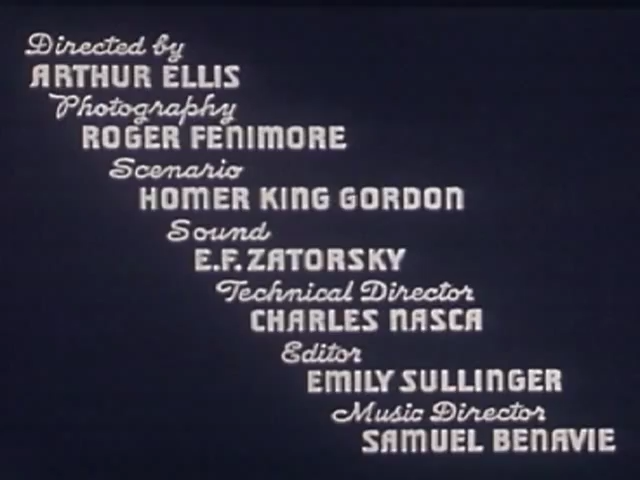 Directed by
ARTHUR ELLIS
Photography
ROGER FENIMORE
Scenario
HOMER KING GORDON
Sound
E.F. ZATORSKY
Technical Director
CHARLES NASCA
Editor
EMILY SULLINGER
Music Director
SAMUEL BENAVIE